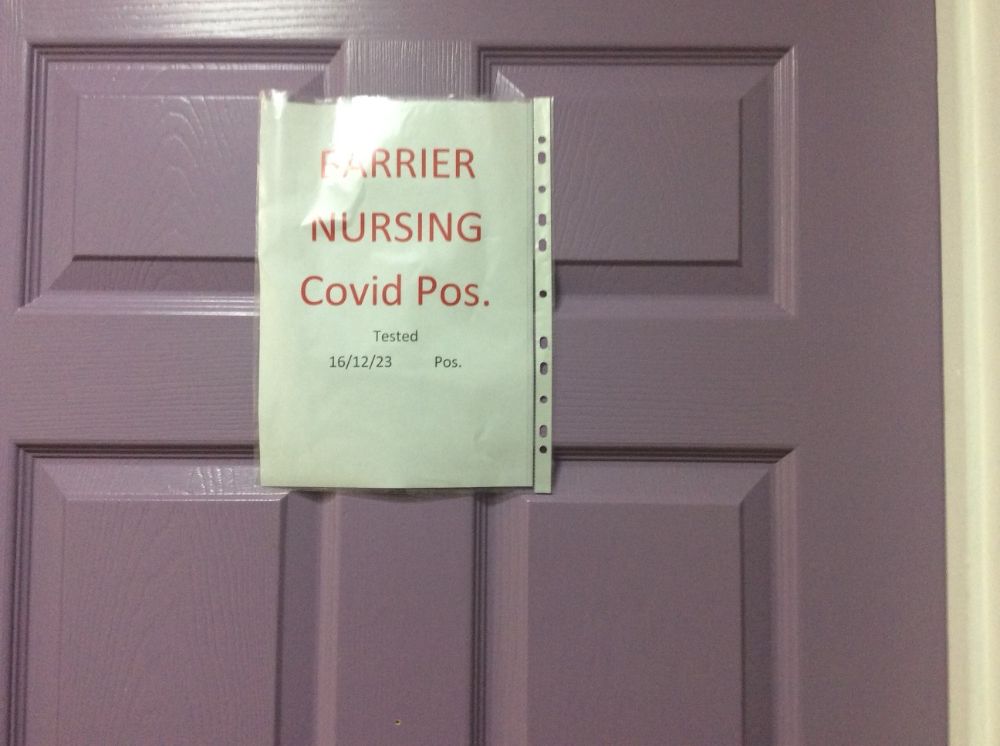 BARRIER
NURSING
Covid Pos.
Tested
16/12/23 Pos.